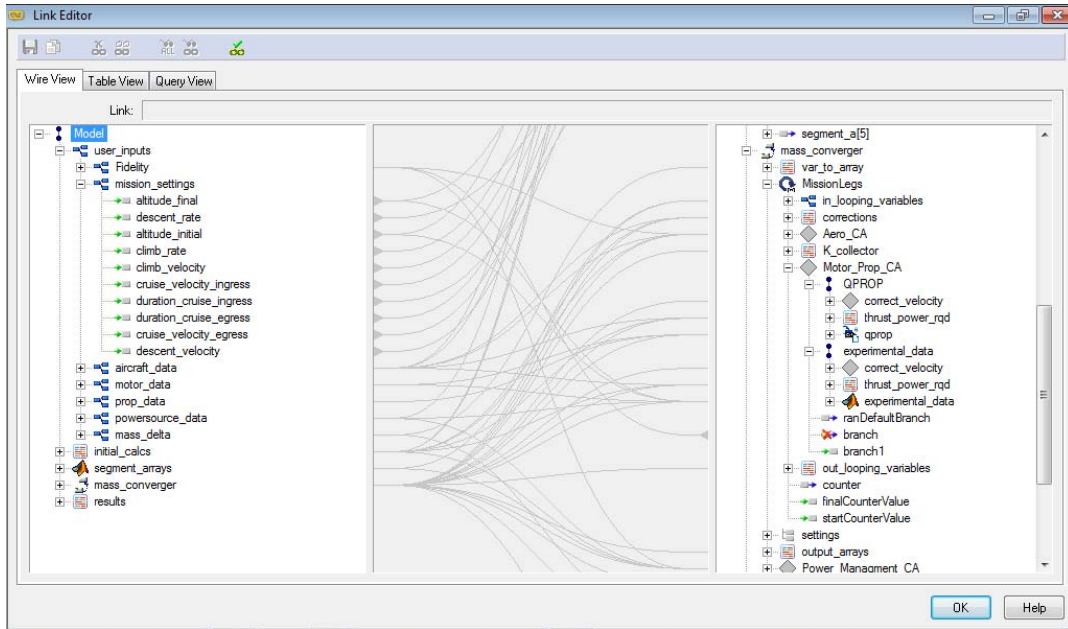 Link Editor
ALL
Wire View Table View Query View
Link:
Model
user_inputs
Fidelity
mission_settings
altitude_final
descent_rate
altitude_initial
climb_rate
climb_velocity
cruise_velocity_ingress
duration_cruise_ingress
duration_cruise_egress
cruise_velocity_egress
descent_velocity
aircraft_data
motor_data
prop_data
powersource_data
mass_delta
initial_calcs
segment_arrays
mass_converger
results
segment_a[5]
mass_converger
var_to_array
MissionLegs
in_looping_variables
corrections
Aero_CA
K_collector
Motor_Prop_CA
QPROP
correct_velocity
thrust_power_rqd
qprop
experimental_data
correct_velocity
thrust_power_rqd
experimental_data
ranDefaultBranch
branch
branch1
out_looping_variables
counter
finalCounterValue
startCounterValue
settings
output_arrays
Power_Managment_CA
OK Help